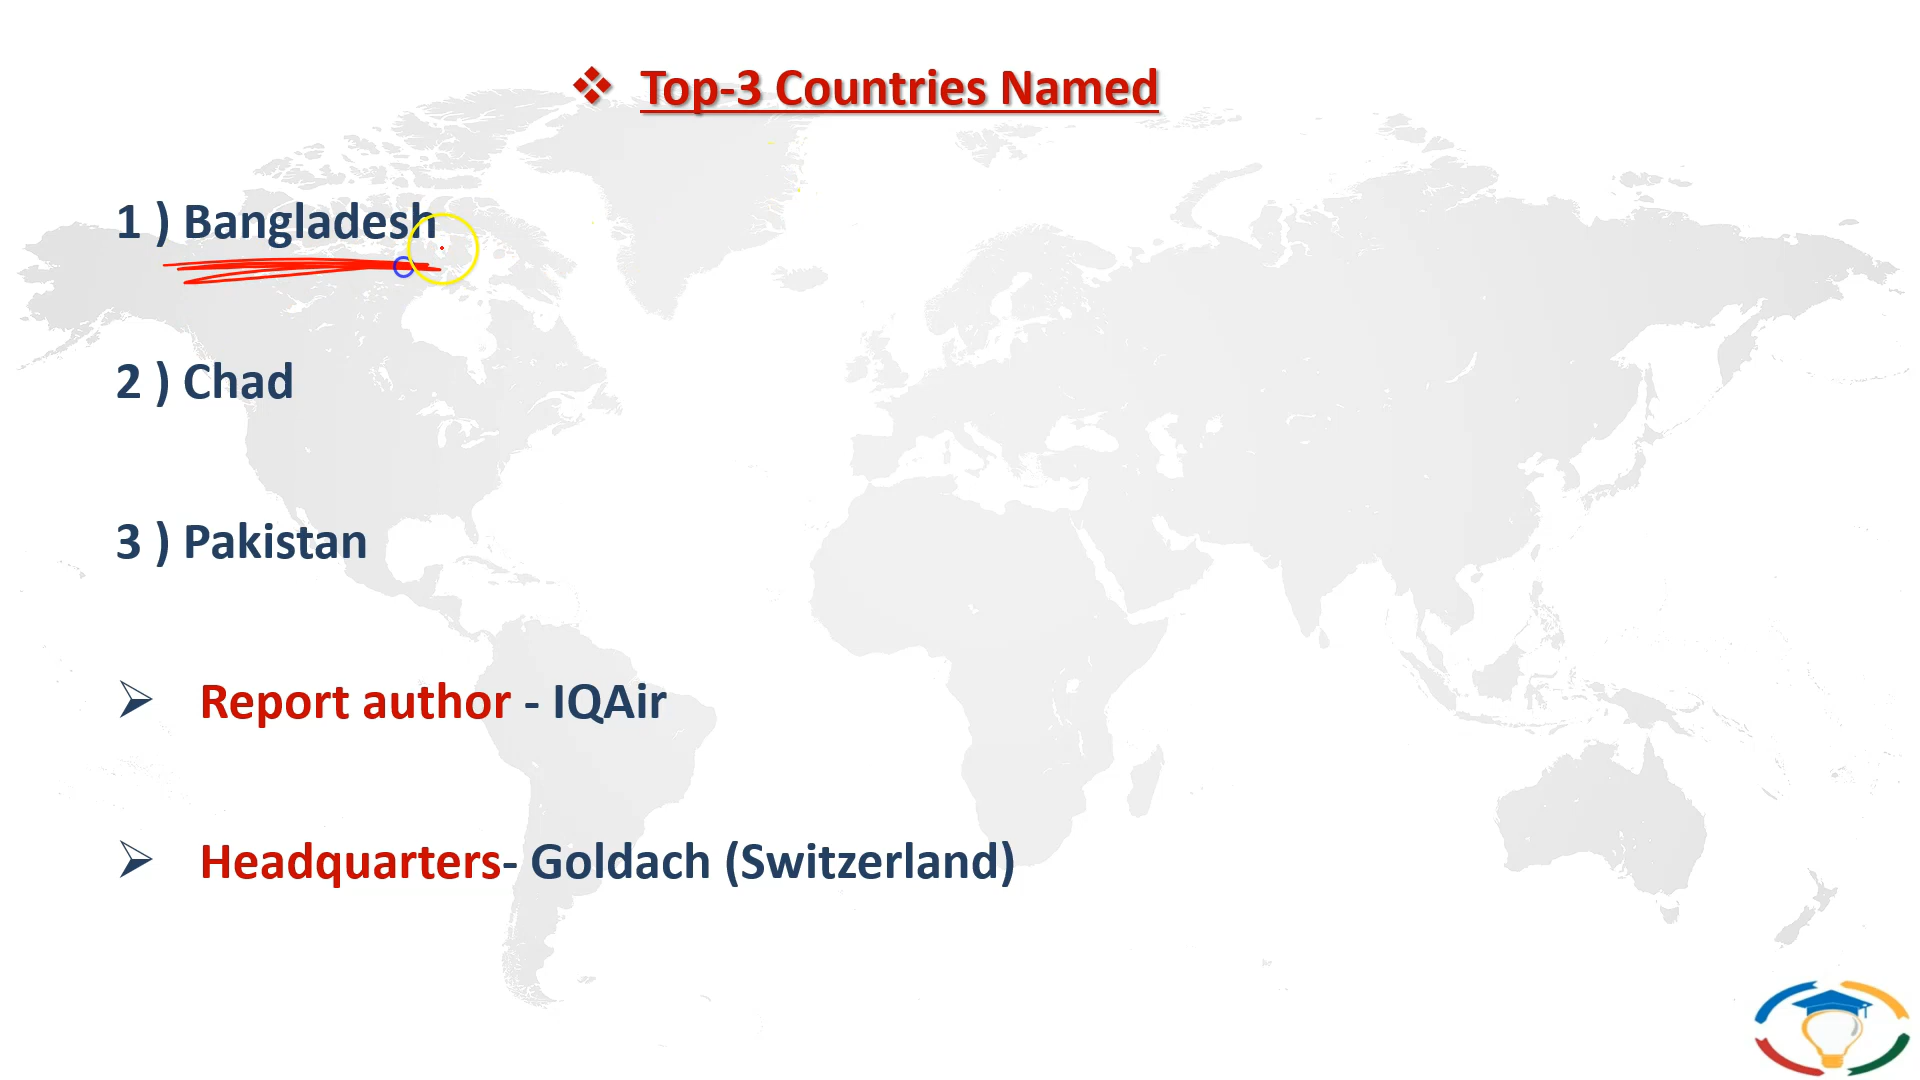 ❖ Top-3 Countries Named
1 ) Bangladesh
2 ) Chad
3 ) Pakistan
➢ Report author - IQAir
➢ Headquarters- Goldach (Switzerland)